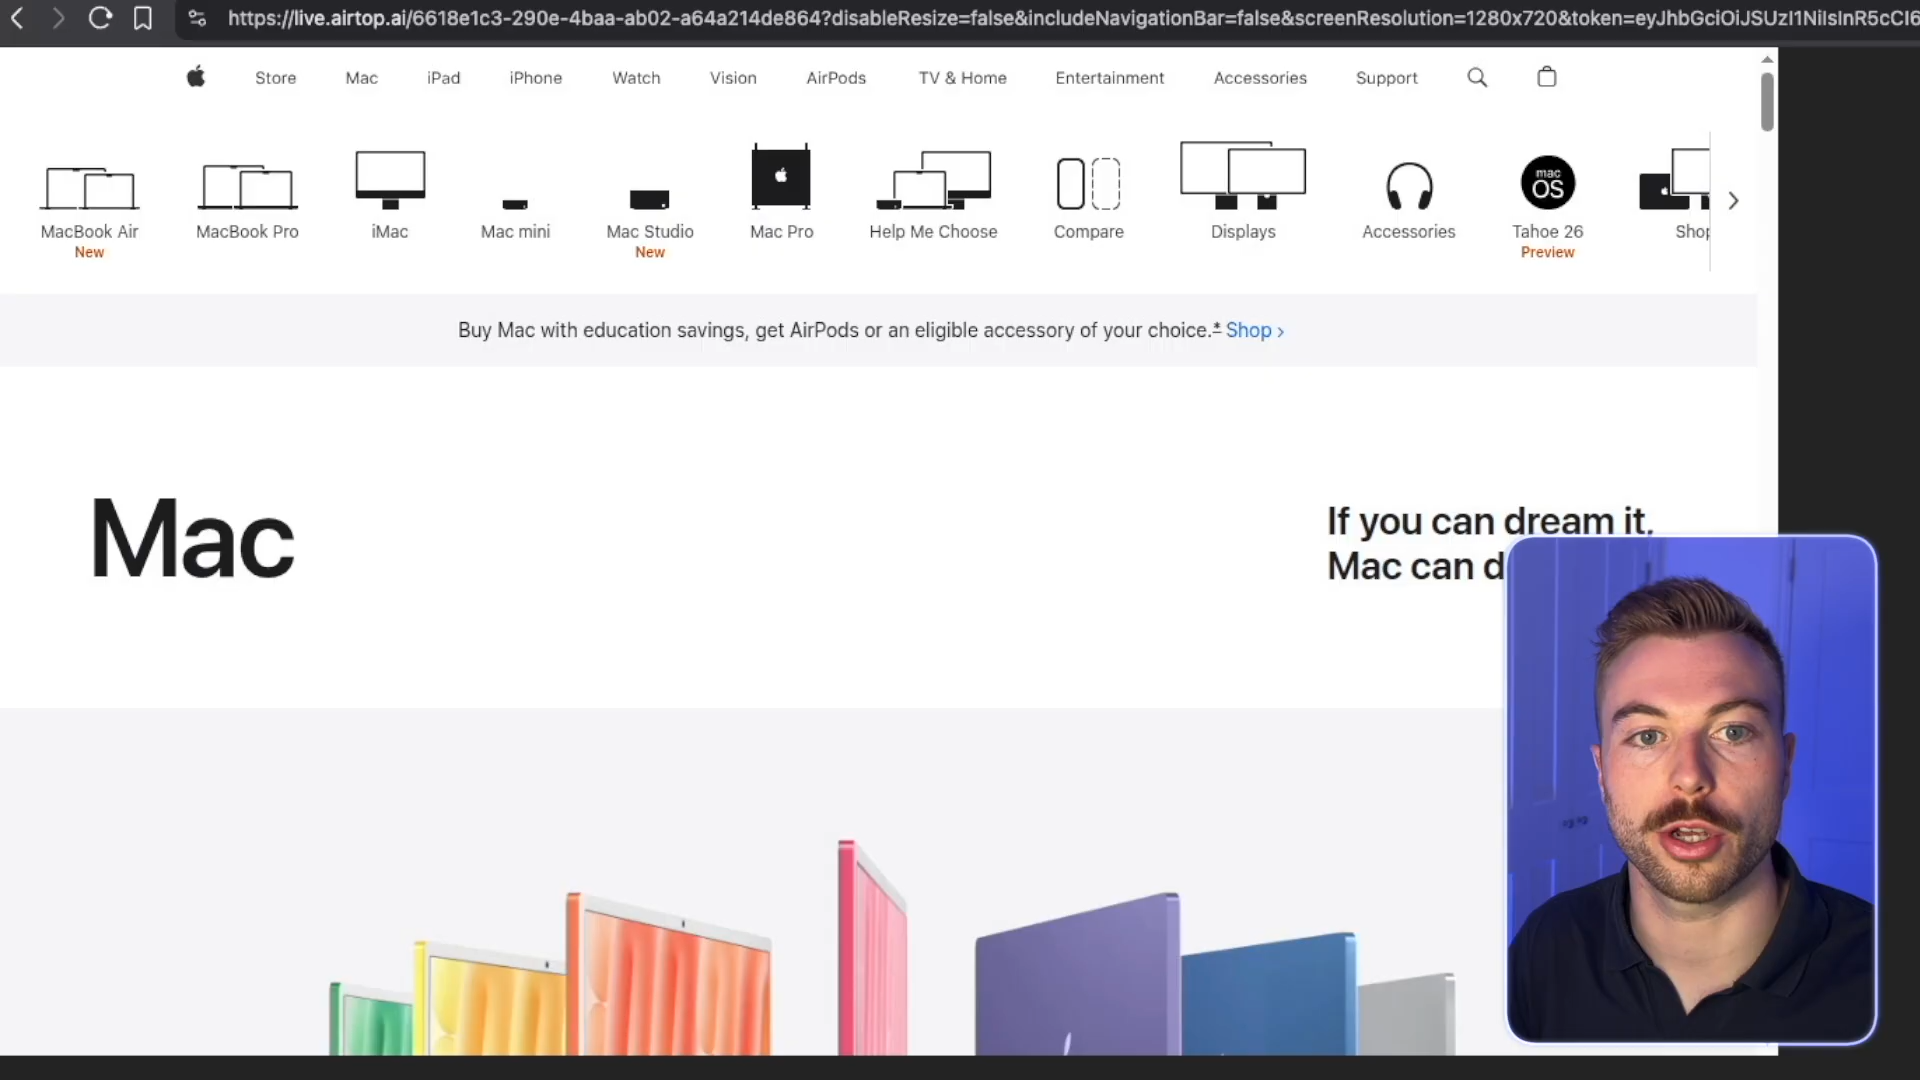 https://live.airtop.ai/6618e1c3-290e-4baa-ab02-a64a214de864?disableResize=false&includeNavigationBar=false&screenResolution=1280x720&token=eyJhbGciOiJSUzI1NiIsInR5cCI6
Store Mac iPad iPhone Watch Vision AirPods TV & Home Entertainment Accessories Support
mac
OS
MacBook Air MacBook Pro iMac Mac mini Mac Studio Mac Pro Help Me Choose Compare Displays Accessories Tahoe 26 Shop
New New Preview
Buy Mac with education savings, get AirPods or an eligible accessory of your choice.* Shop >
Mac
If you can dream it,
Mac can d